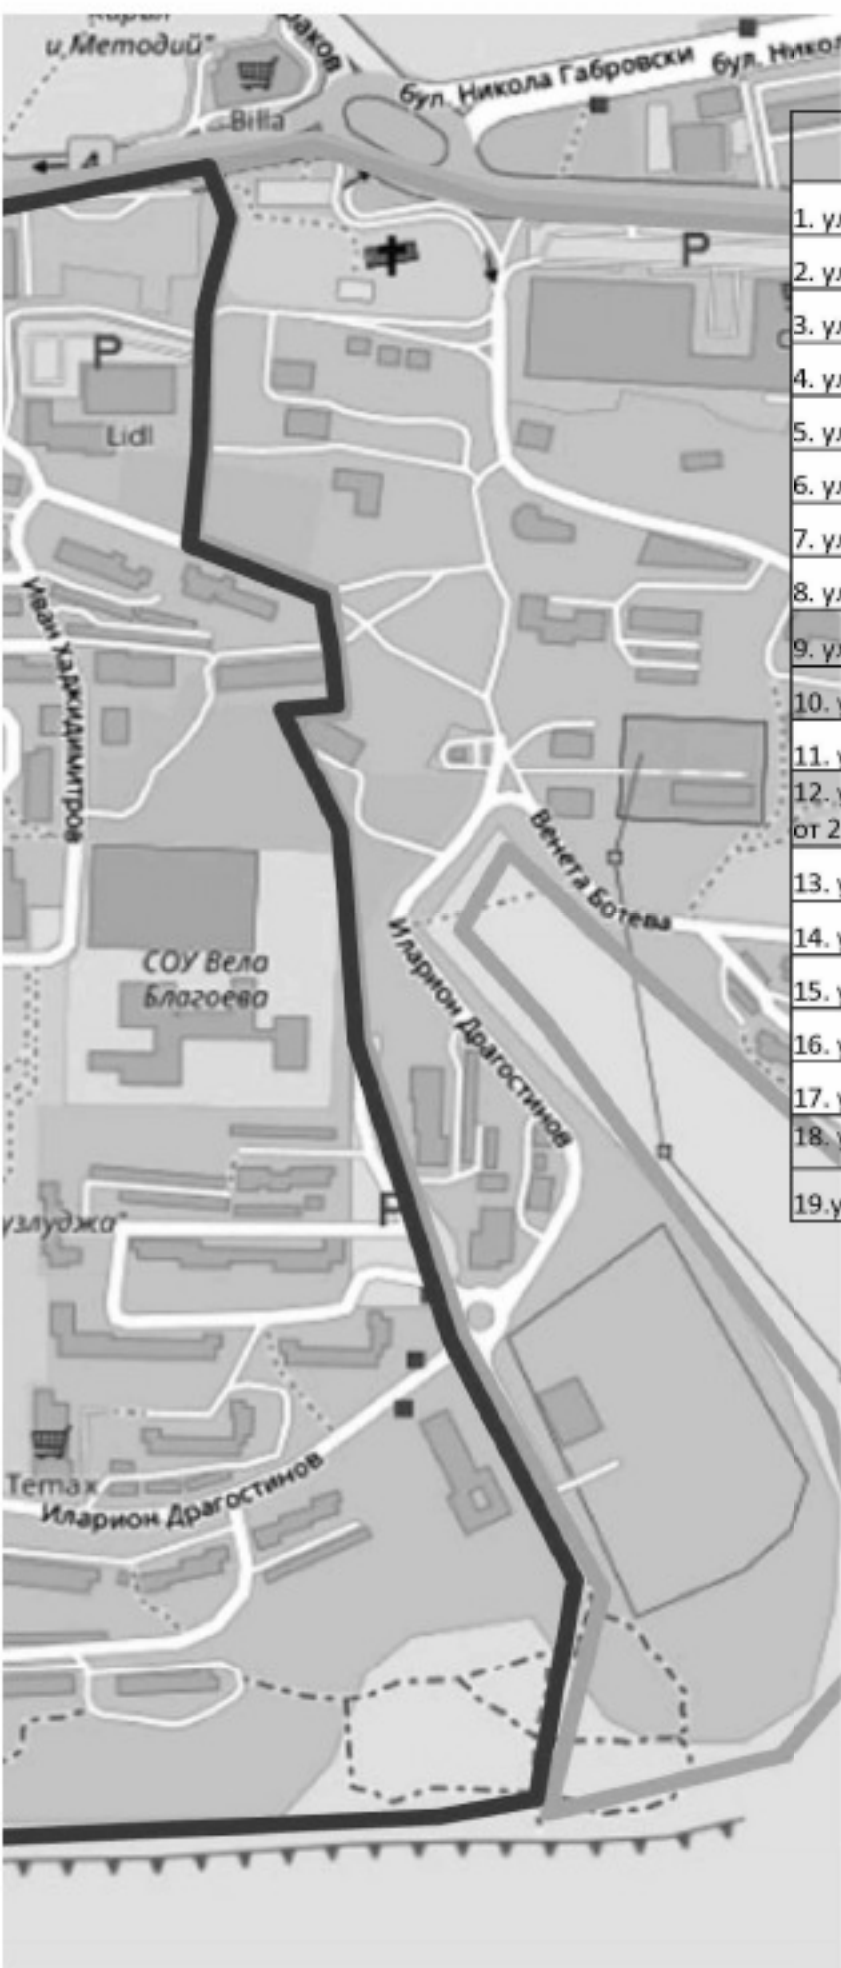 и Методий"
бул. Никола Габровски
бул. Никол
Billa
4
P
1. ул
2. ул
3. ул
4. ул
5. ул
6. ул
7. ул
8. ул
9. ул
10. у
11. у
12. у
от 2
13. у
14. у
15. у
16. у
17. у
18. у
19.у
P
Lidl
Иван Хаджидимитров
Венета Ботева
СОУ Вела
Благоева
Иларион Драгостинов
P
узлуджа"
Temax
Иларион Драгостинов